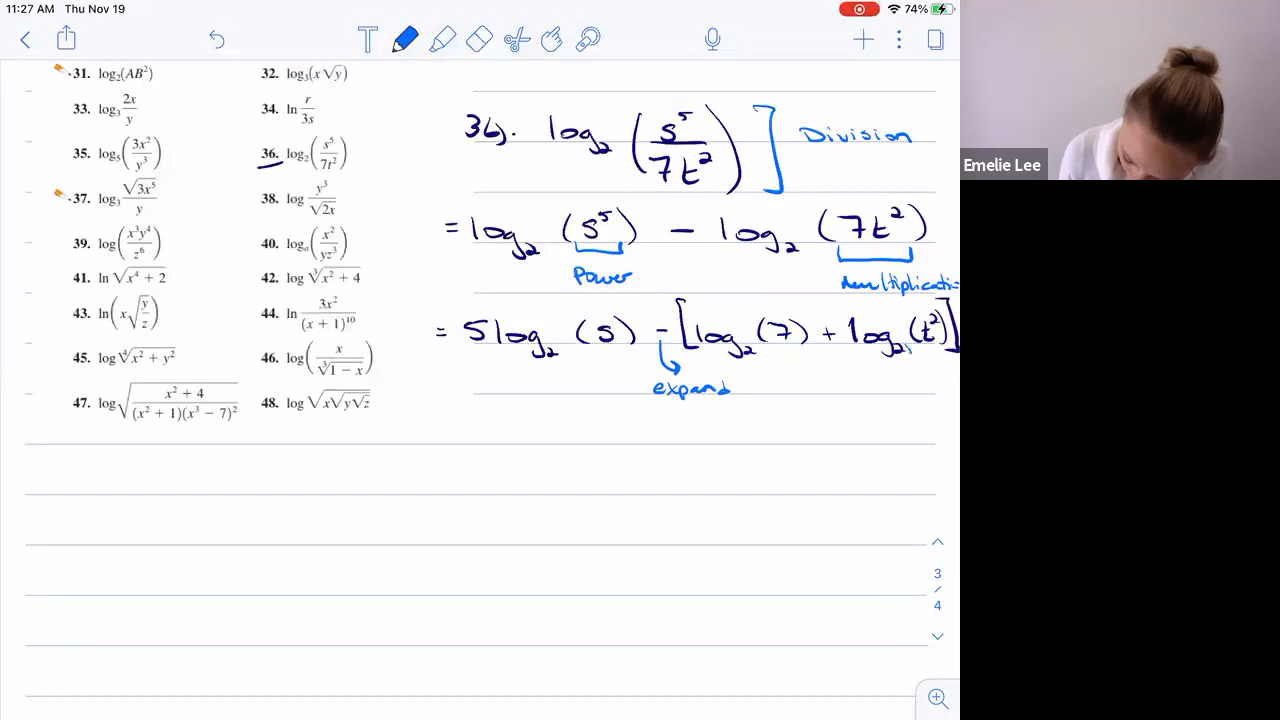 11:27 AM Thu Nov 19
74%
T
31. log₂(AB²)
32. log₃(x√y)
33. log₃ 2x/y
34. ln r/3s
35. log₅(3x²/y³)
36. log₂(s⁵/7t²)
37. log₃ √3x⁵/y
38. log y³/√2x
39. log(x³y⁴/z⁶)
40. logₐ(x²/yz³)
41. ln √x⁴ + 2
42. log ∛x² + 4
43. ln(x√y/z)
44. ln 3x²/(x + 1)¹⁰
45. log ∜x² + y²
46. log(x/∛1 − x)
47. log √x² + 4/(x² + 1)(x³ − 7)²
48. log √x√y√z
36). log₂ (s⁵/7t²) ] Division
= log₂ (s⁵) − log₂ (7t²)
Power
Multiplicatio
= 5log₂ (s) − [log₂(7) + log₂(t²)]
expand
3
/
4
Emelie Lee